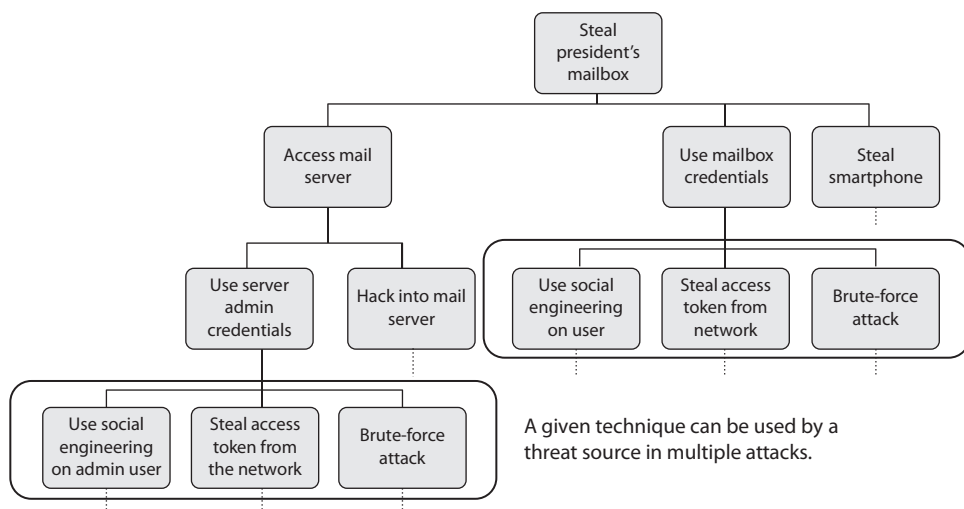 Steal
president's
mailbox
Access mail
server
Use mailbox
credentials
Steal
smartphone
Use server
admin
credentials
Hack into mail
server
Use social
engineering
on user
Steal access
token from
network
Brute-force
attack
Use social
engineering
on admin user
Steal access
token from
the network
Brute-force
attack
A given technique can be used by a
threat source in multiple attacks.